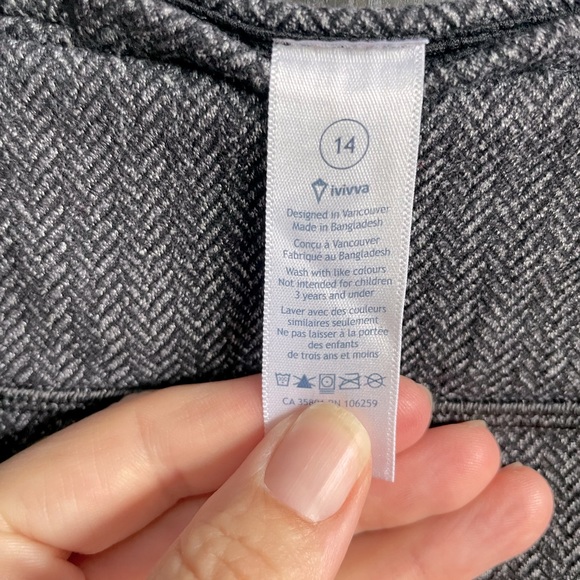 14
ivivva
Designed in Vancouver
Made in Bangladesh
Conçu à Vancouver
Fabriqué au Bangladesh
Wash with like colours
Not intended for children
3 years and under
Laver avec des couleurs
similaires seulement
Ne pas laisser à la portée
des enfants
de trois ans et moins
CA 106259